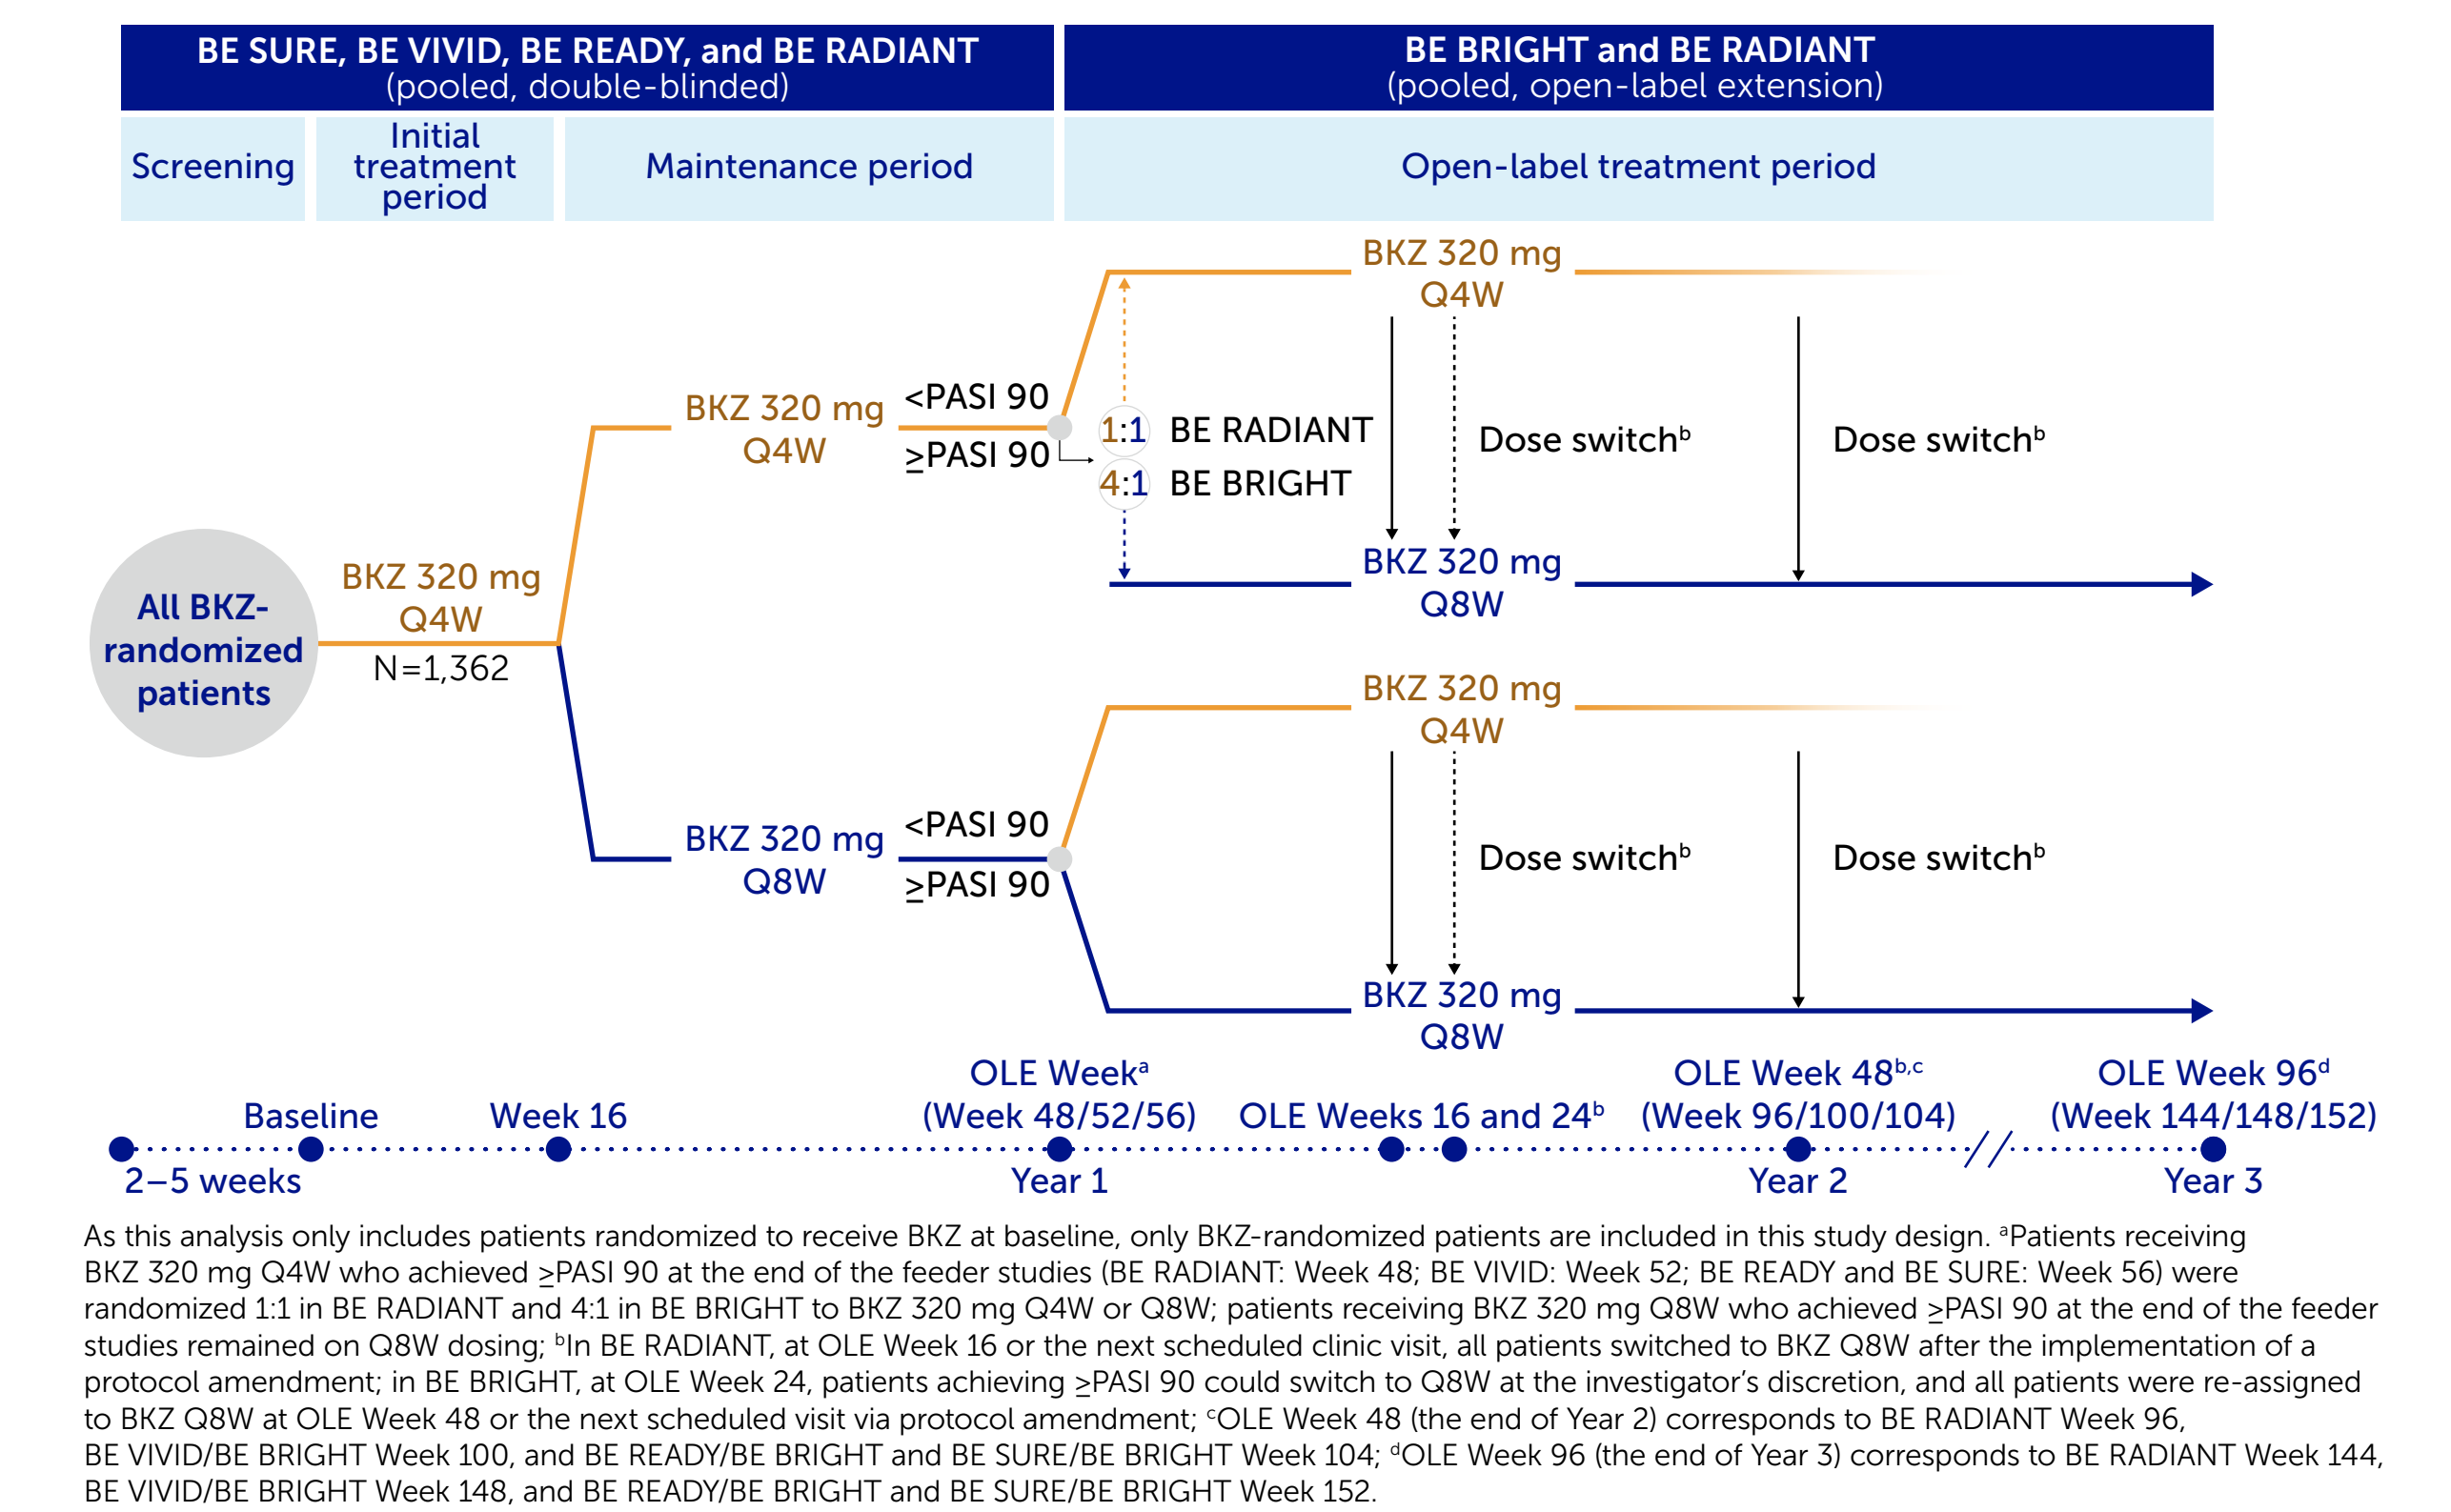 BE SURE, BE VIVID, BE READY, and BE RADIANT
(pooled, double-blinded)
BE BRIGHT and BE RADIANT
(pooled, open-label extension)
Screening
Initial
treatment
period
Maintenance period
Open-label treatment period
BKZ 320 mg
Q4W
<PASI 90
BKZ 320 mg
Q4W
≥PASI 90
1:1 BE RADIANT
4:1 BE BRIGHT
Dose switchᵇ
Dose switchᵇ
BKZ 320 mg
Q8W
All BKZ-
randomized
patients
BKZ 320 mg
Q4W
N=1,362
BKZ 320 mg
Q4W
<PASI 90
BKZ 320 mg
Q8W
≥PASI 90
Dose switchᵇ
Dose switchᵇ
BKZ 320 mg
Q8W
2–5 weeks
Baseline
Week 16
OLE Weekᵃ
(Week 48/52/56)
Year 1
OLE Weeks 16 and 24ᵇ
OLE Week 48ᵇ,ᶜ
(Week 96/100/104)
Year 2
OLE Week 96ᵈ
(Week 144/148/152)
Year 3
As this analysis only includes patients randomized to receive BKZ at baseline, only BKZ-randomized patients are included in this study design. ᵃPatients receiving
BKZ 320 mg Q4W who achieved ≥PASI 90 at the end of the feeder studies (BE RADIANT: Week 48; BE VIVID: Week 52; BE READY and BE SURE: Week 56) were
randomized 1:1 in BE RADIANT and 4:1 in BE BRIGHT to BKZ 320 mg Q4W or Q8W; patients receiving BKZ 320 mg Q8W who achieved ≥PASI 90 at the end of the feeder
studies remained on Q8W dosing; ᵇIn BE RADIANT, at OLE Week 16 or the next scheduled clinic visit, all patients switched to BKZ Q8W after the implementation of a
protocol amendment; in BE BRIGHT, at OLE Week 24, patients achieving ≥PASI 90 could switch to Q8W at the investigator’s discretion, and all patients were re-assigned
to BKZ Q8W at OLE Week 48 or the next scheduled visit via protocol amendment; ᶜOLE Week 48 (the end of Year 2) corresponds to BE RADIANT Week 96,
BE VIVID/BE BRIGHT Week 100, and BE READY/BE BRIGHT and BE SURE/BE BRIGHT Week 104; ᵈOLE Week 96 (the end of Year 3) corresponds to BE RADIANT Week 144,
BE VIVID/BE BRIGHT Week 148, and BE READY/BE BRIGHT and BE SURE/BE BRIGHT Week 152.